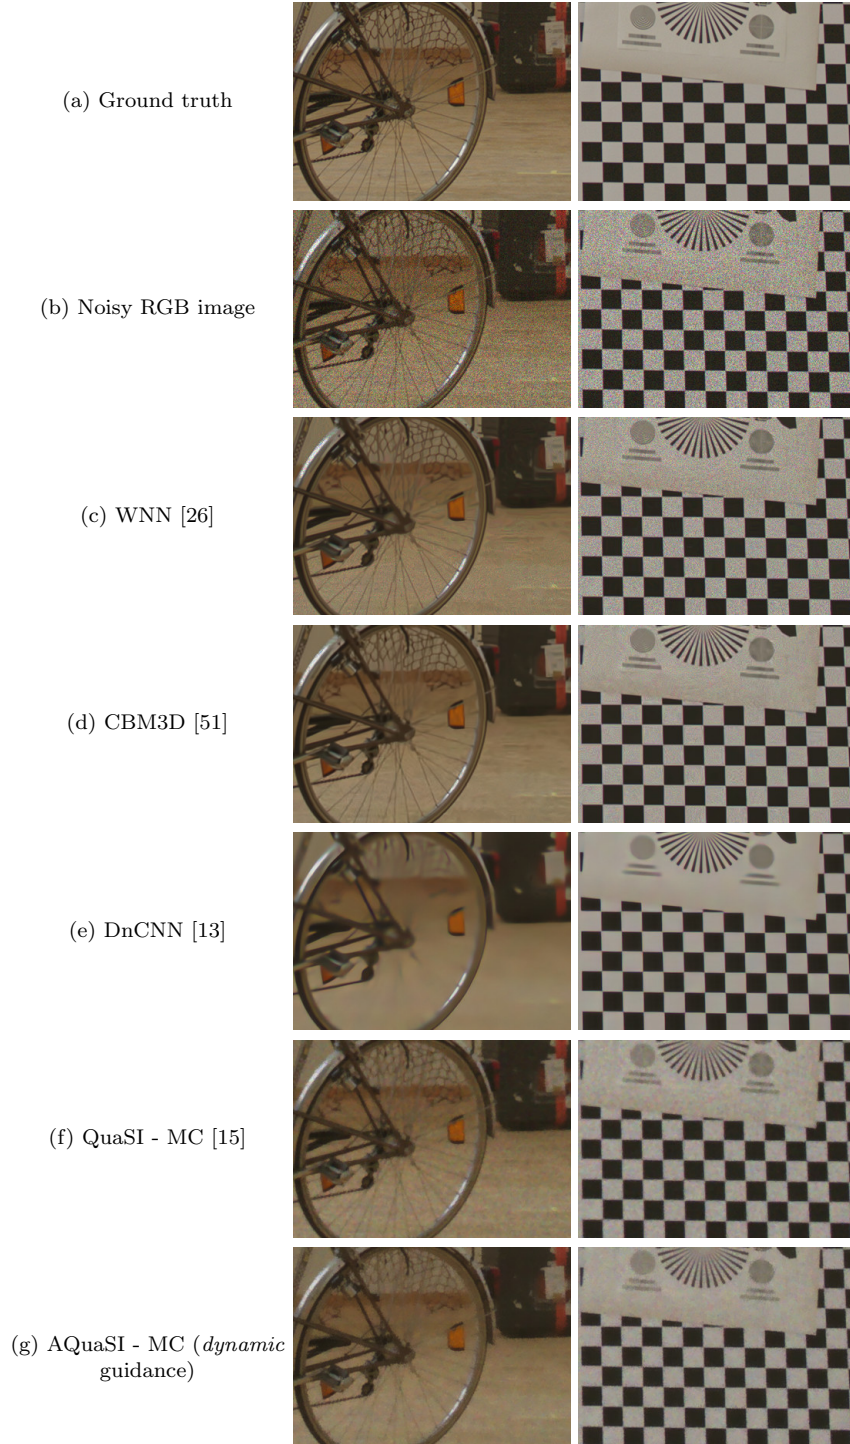 (a) Ground truth
(b) Noisy RGB image
(c) WNN [26]
(d) CBM3D [51]
(e) DnCNN [13]
(f) QuaSI - MC [15]
(g) AQuaSI - MC (dynamic
guidance)